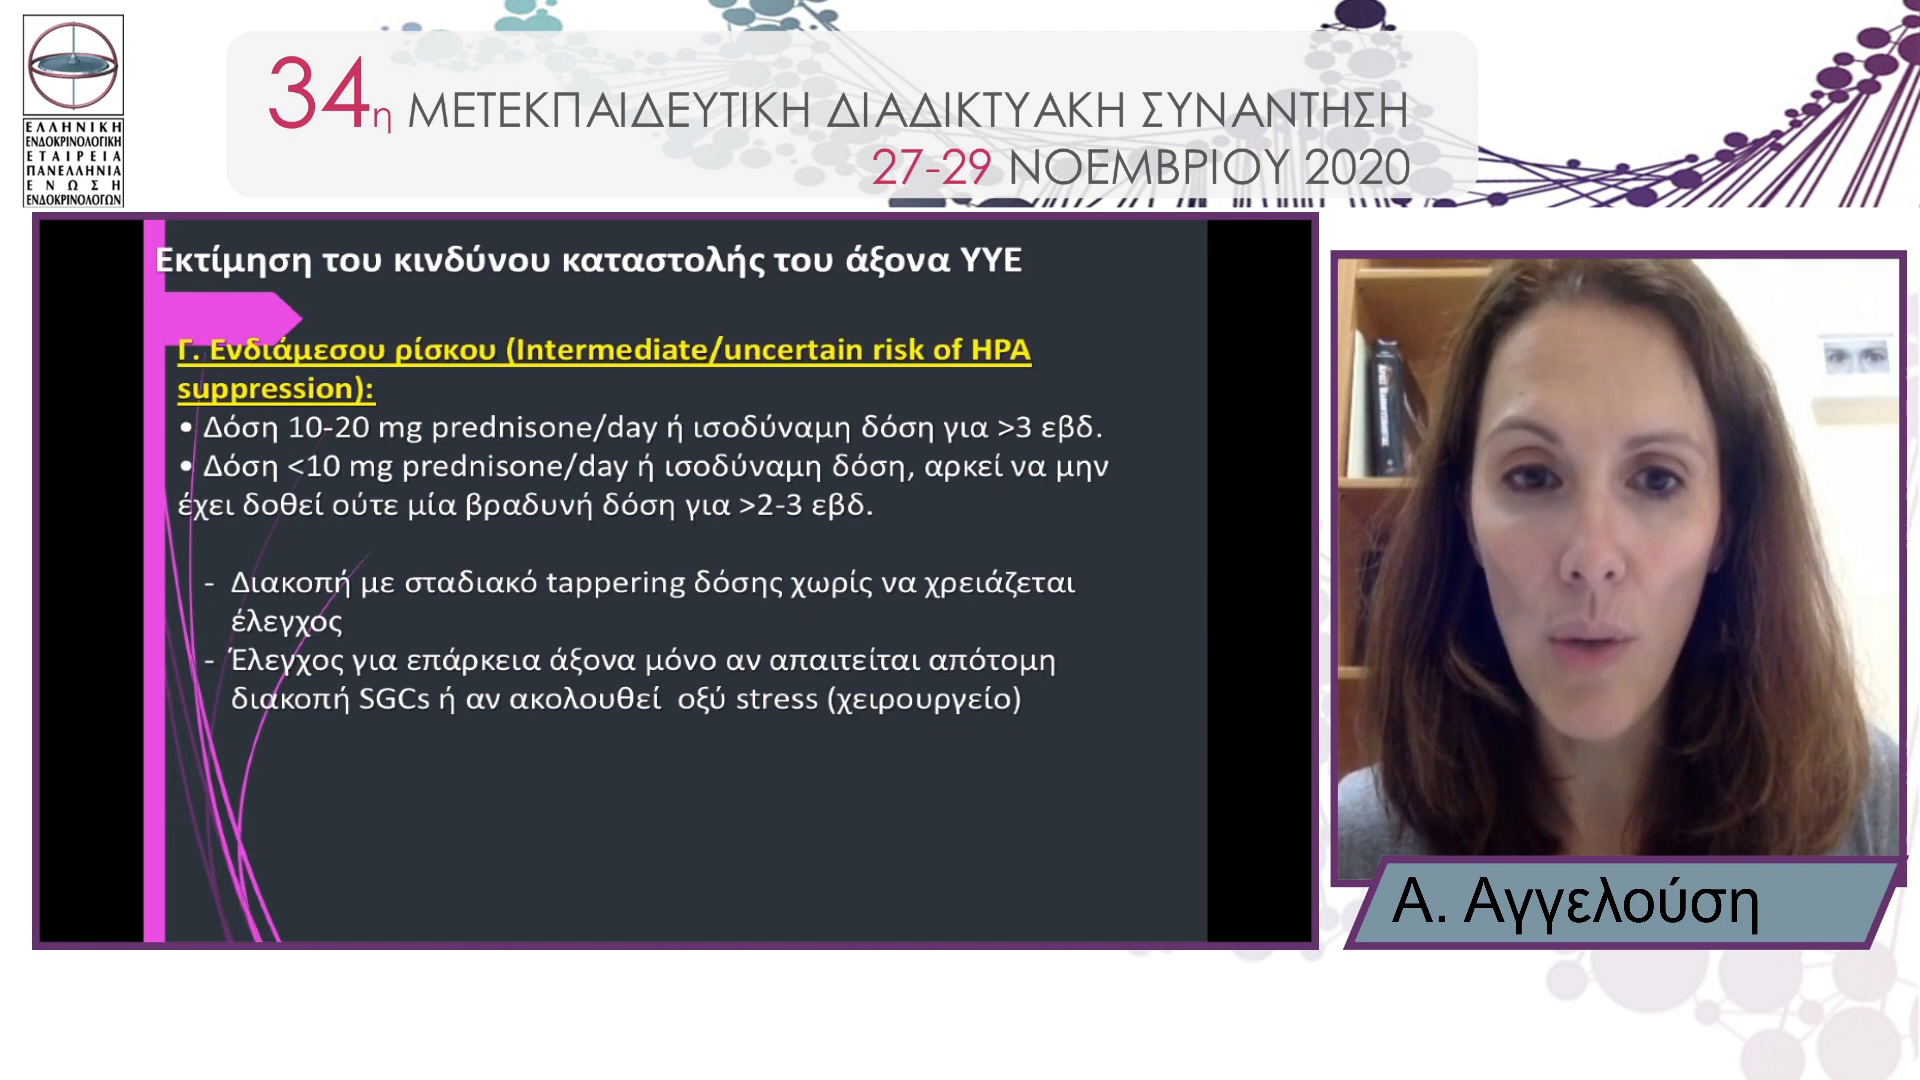 ΕΛΛΗΝΙΚΗ
ΕΝΔΟΚΡΙΝΟΛΟΓΙΚΗ
ΕΤΑΙΡΕΙΑ
ΠΑΝΕΛΛΗΝΙΑ
ΕΝΩΣΗ
ΕΝΔΟΚΡΙΝΟΛΟΓΩΝ
34η ΜΕΤΕΚΠΑΙΔΕΥΤΙΚΗ ΔΙΑΔΙΚΤΥΑΚΗ ΣΥΝΑΝΤΗΣΗ
27-29 ΝΟΕΜΒΡΙΟΥ 2020
Εκτίμηση του κινδύνου καταστολής του άξονα ΥΥΕ
Γ. Ενδιάμεσου ρίσκου (Intermediate/uncertain risk of HPA
suppression):
• Δόση 10-20 mg prednisone/day ή ισοδύναμη δόση για >3 εβδ.
• Δόση <10 mg prednisone/day ή ισοδύναμη δόση, αρκεί να μην
έχει δοθεί ούτε μία βραδυνή δόση για >2-3 εβδ.
- Διακοπή με σταδιακό tappering δόσης χωρίς να χρειάζεται
έλεγχος
- Έλεγχος για επάρκεια άξονα μόνο αν απαιτείται απότομη
διακοπή SGCs ή αν ακολουθεί οξύ stress (χειρουργείο)
Α. Αγγελούση